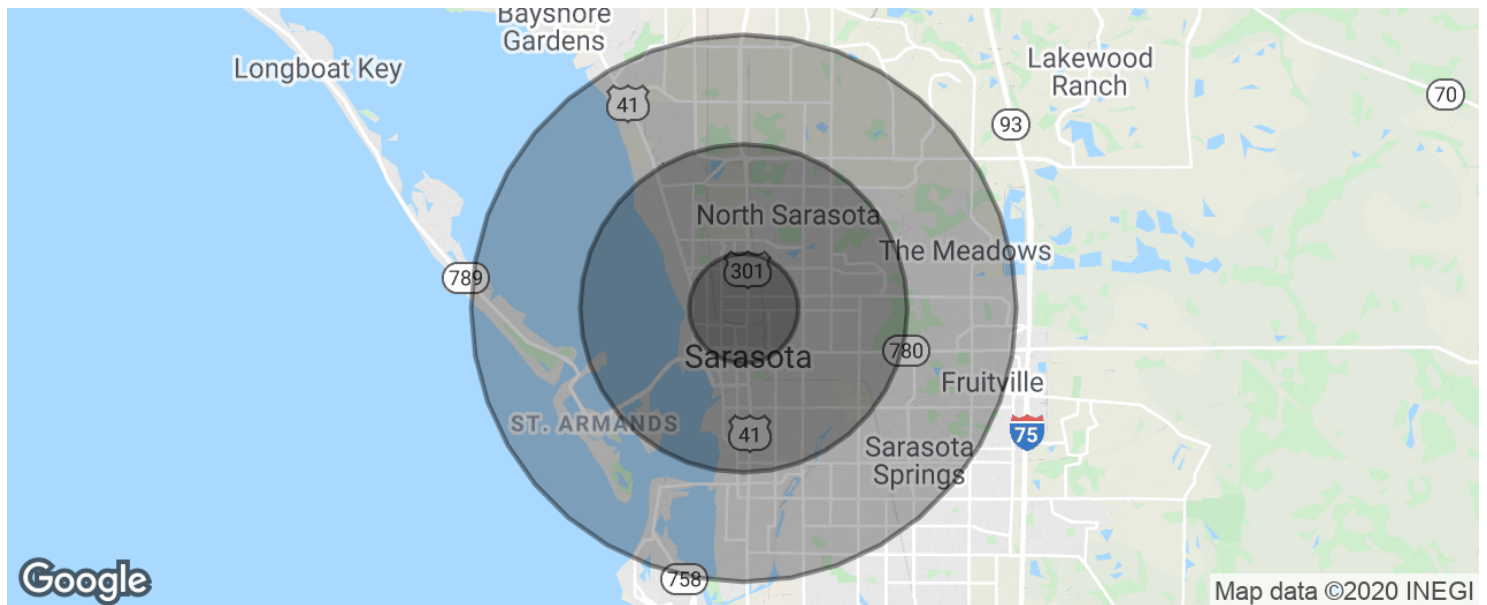 Bayshore
Gardens
Longboat Key
Lakewood
Ranch
70
41
93
North Sarasota
The Meadows
301
789
Sarasota
780
Fruitville
ST. ARMANDS
41
75
Sarasota
Springs
758
Google
Map data ©2020 INEGI